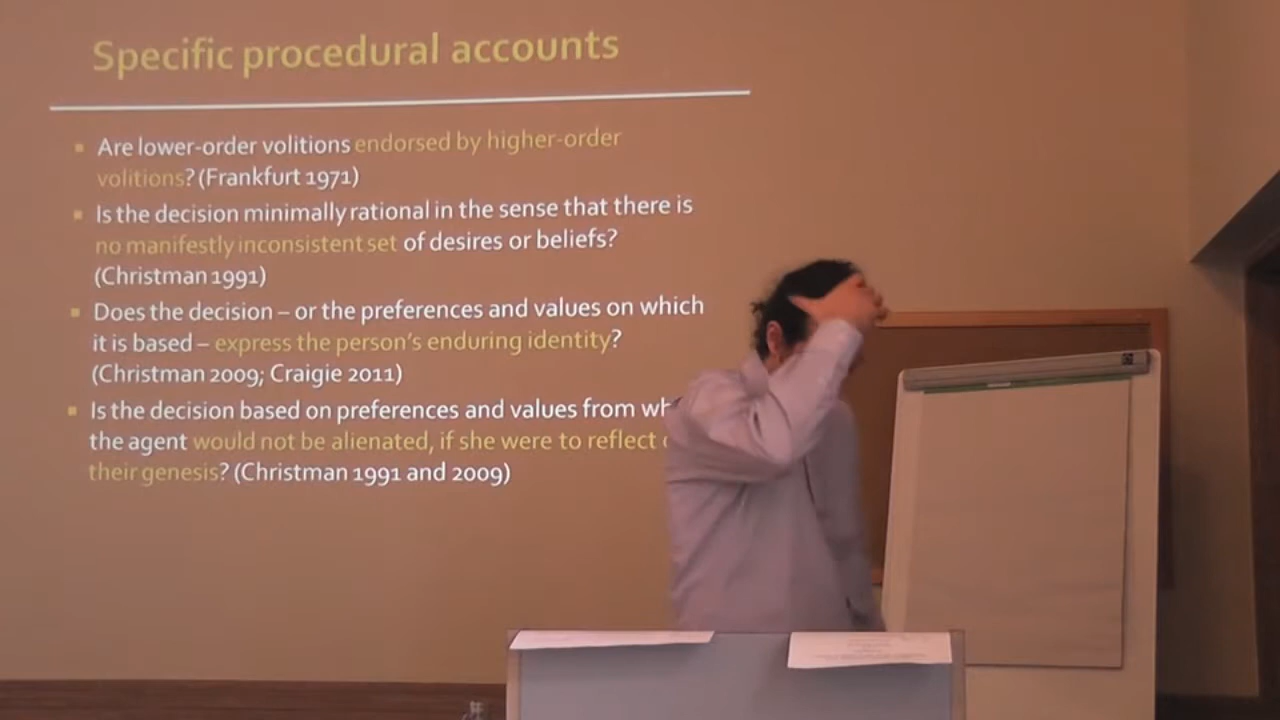 Specific procedural accounts
▪ Are lower-order volitions endorsed by higher-order
volitions? (Frankfurt 1971)
▪ Is the decision minimally rational in the sense that there is
no manifestly inconsistent set of desires or beliefs?
(Christman 1991)
▪ Does the decision – or the preferences and values on which
it is based – express the person's enduring identity?
(Christman 2009; Craigie 2011)
▪ Is the decision based on preferences and values from
the agent would not be alienated, if she were to reflect
their genesis? (Christman 1991 and 2009)